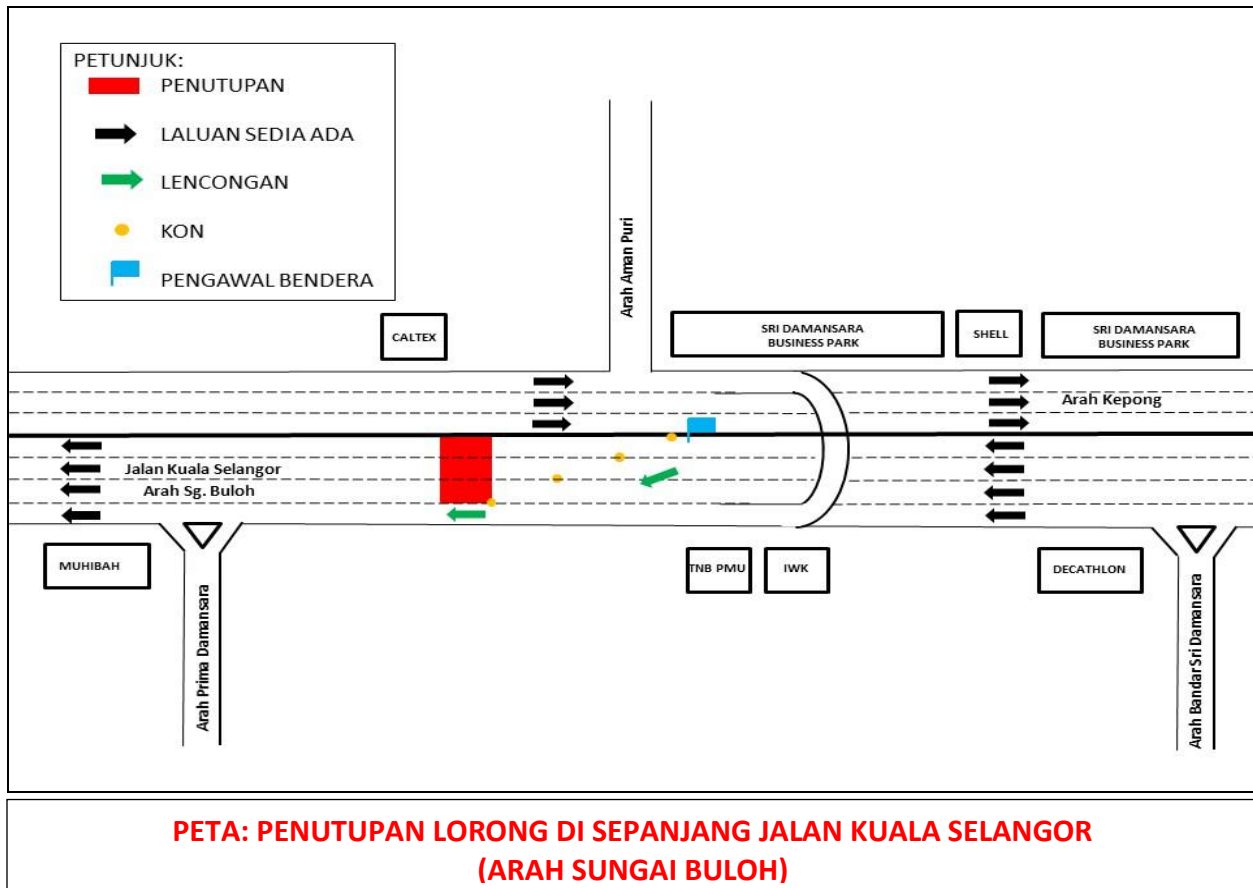 PETUNJUK:
PENUTUPAN
LALUAN SEDIA ADA
LENCONGAN
KON
PENGAWAL BENDERA
Arah Aman Puri
CALTEX
SRI DAMANSARA
BUSINESS PARK
SHELL
SRI DAMANSARA
BUSINESS PARK
Arah Kepong
Jalan Kuala Selangor
Arah Sg. Buloh
MUHIBAH
TNB PMU
IWK
DECATHLON
Arah Prima Damansara
Arah Bandar Sri Damansara
PETA: PENUTUPAN LORONG DI SEPANJANG JALAN KUALA SELANGOR
(ARAH SUNGAI BULOH)